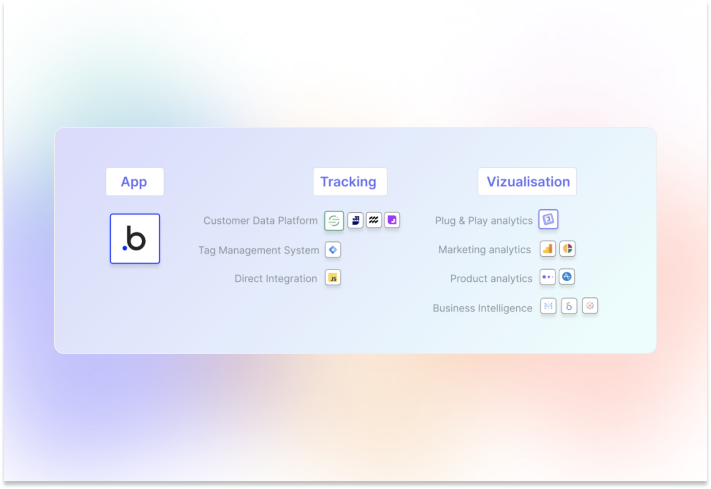 App
.b
Tracking
Customer Data Platform
Tag Management System
Direct Integration
JS
Vizualisation
Plug & Play analytics
Marketing analytics
Product analytics
Business Intelligence